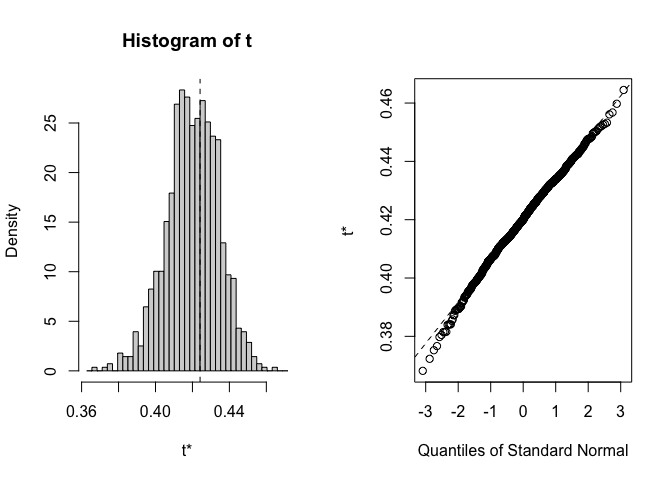 Histogram of t
Density
0 5 10 15 20 25
0.36 0.40 0.44
t*
t*
0.38 0.40 0.42 0.44 0.46
-3 -2 -1 0 1 2 3
Quantiles of Standard Normal